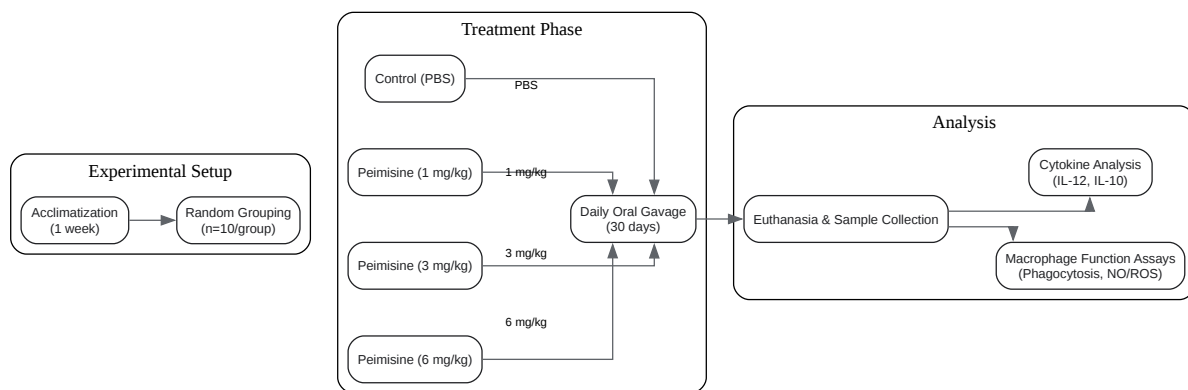 Experimental Setup
Acclimatization
(1 week)
Random Grouping
(n=10/group)
Treatment Phase
Control (PBS)
PBS
Peimisine (1 mg/kg)
1 mg/kg
Peimisine (3 mg/kg)
3 mg/kg
Peimisine (6 mg/kg)
6 mg/kg
Daily Oral Gavage
(30 days)
Analysis
Euthanasia & Sample Collection
Cytokine Analysis
(IL-12, IL-10)
Macrophage Function Assays
(Phagocytosis, NO/ROS)